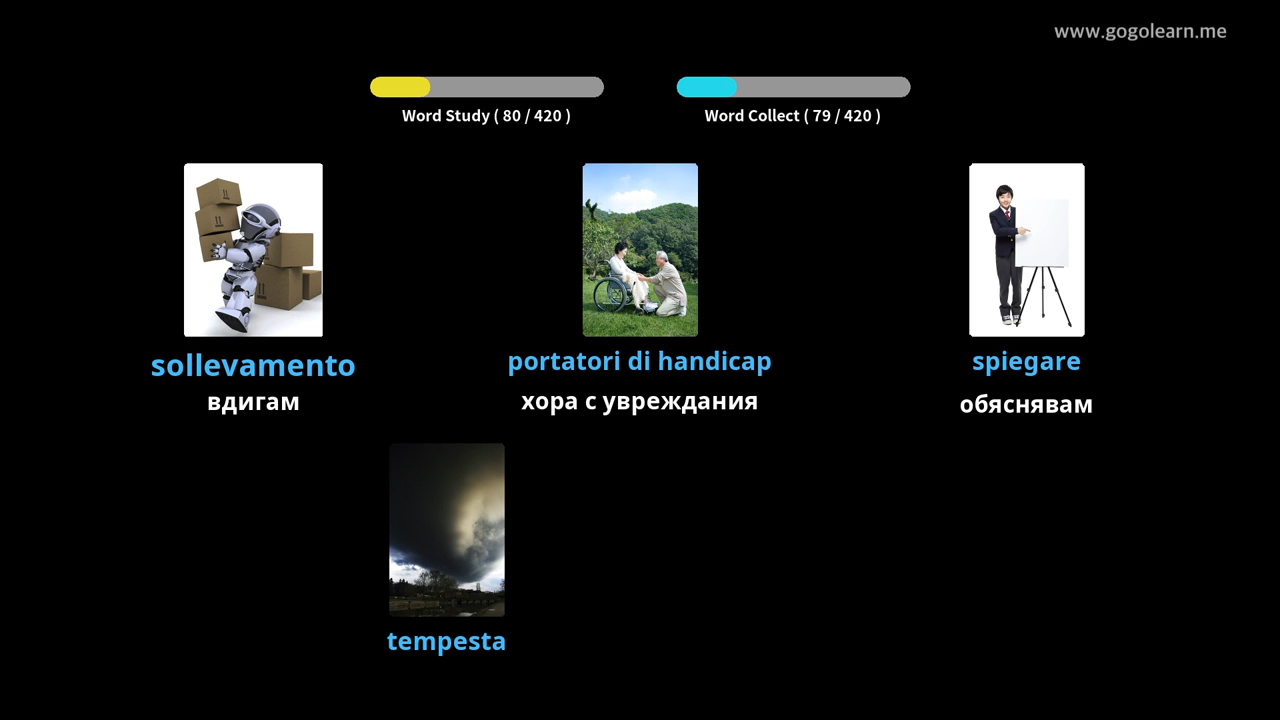 www.gogolearn.me
Word Study ( 80 / 420 )
Word Collect ( 79 / 420 )
sollevamento
вдигам
portatori di handicap
хора с увреждания
spiegare
обяснявам
tempesta